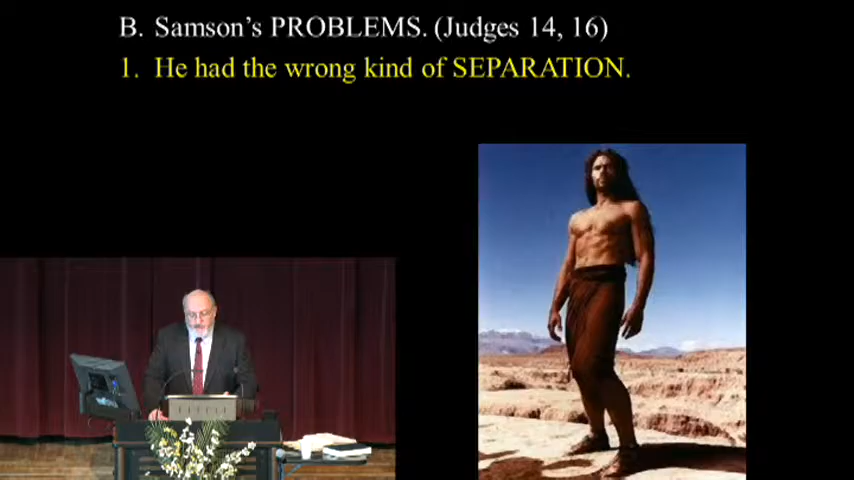 B. Samson’s PROBLEMS. (Judges 14, 16)
1. He had the wrong kind of SEPARATION.